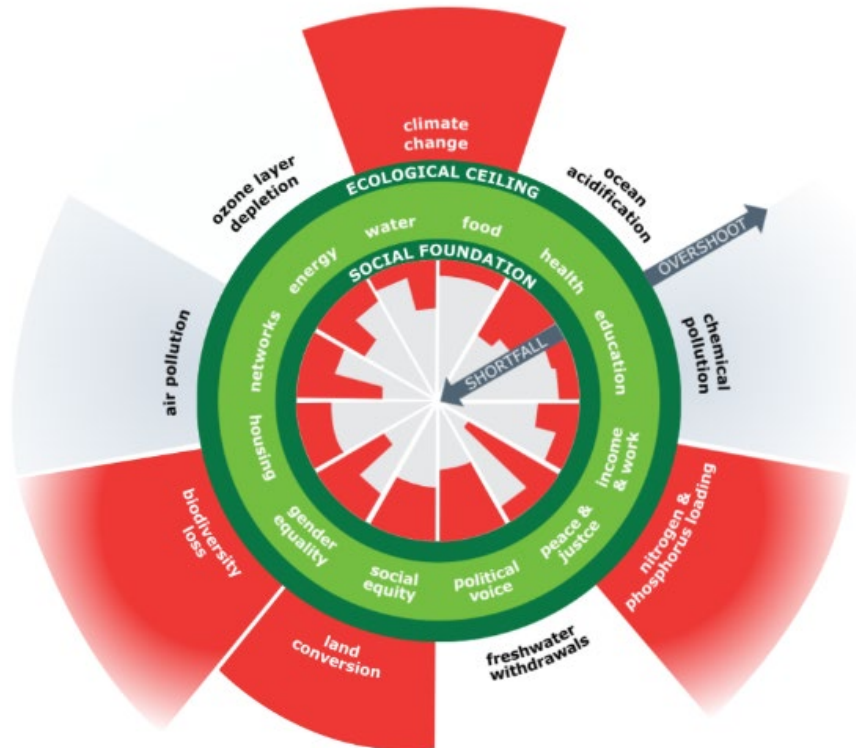 climate
change
ozone layer
depletion
ocean
acidification
ECOLOGICAL CEILING
OVERSHOOT
water
food
energy
health
SOCIAL FOUNDATION
networks
education
SHORTFALL
air pollution
chemical
pollution
housing
income
& work
gender
equality
peace &
justce
social
equity
political
voice
biodiversity
loss
nitrogen &
phosphorus loading
land
conversion
freshwater
withdrawals